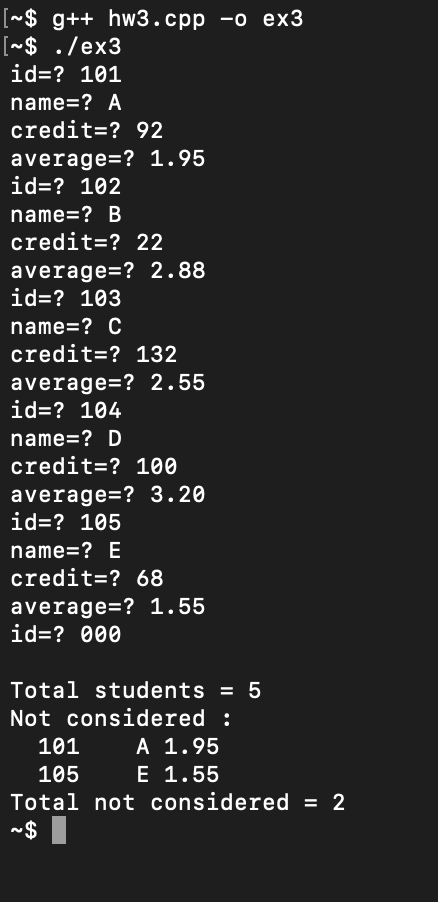 [~$ g++ hw3.cpp -o ex3
[~$ ./ex3
id=? 101
name=? A
credit=? 92
average=? 1.95
id=? 102
name=? B
credit=? 22
average=? 2.88
id=? 103
name=? C
credit=? 132
average=? 2.55
id=? 104
name=? D
credit=? 100
average=? 3.20
id=? 105
name=? E
credit=? 68
average=? 1.55
id=? 000

Total students = 5
Not considered :
  101    A 1.95
  105    E 1.55
Total not considered = 2
~$